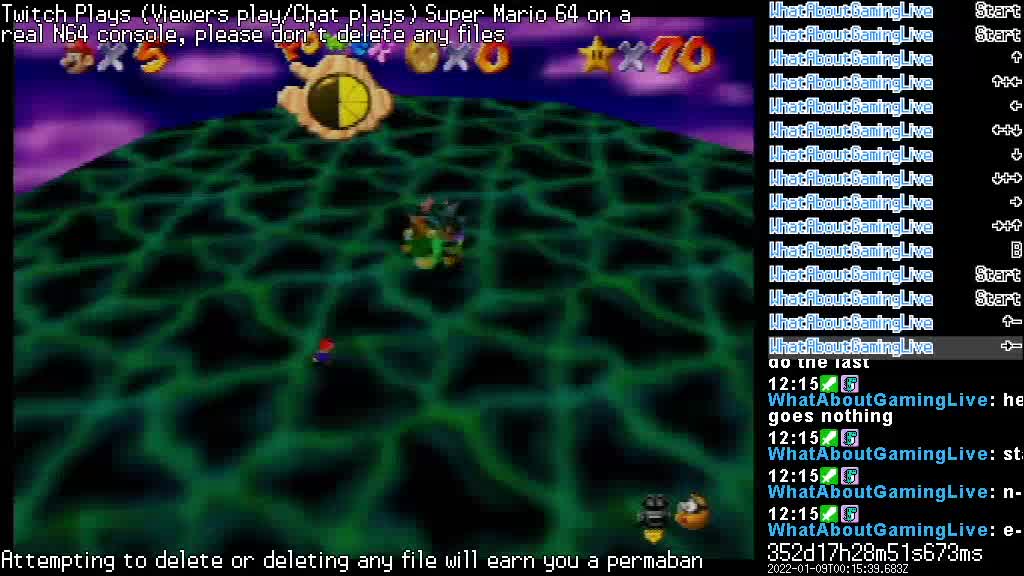 Twitch Plays (Viewers play/Chat plays) Super Mario 64 on a
real N64 console, please don't delete any files
×5
×0
×70
Attempting to delete or deleting any file will earn you a permaban
WhatAboutGamingLive Start
WhatAboutGamingLive Start
WhatAboutGamingLive ↑
WhatAboutGamingLive ↑+←
WhatAboutGamingLive ←
WhatAboutGamingLive ←+↓
WhatAboutGamingLive ↓
WhatAboutGamingLive ↓+→
WhatAboutGamingLive →
WhatAboutGamingLive →+↑
WhatAboutGamingLive B
WhatAboutGamingLive Start
WhatAboutGamingLive Start
WhatAboutGamingLive ↑-
WhatAboutGamingLive →-
do the last
12:15
WhatAboutGamingLive: he
goes nothing
12:15
WhatAboutGamingLive: sta
12:15
WhatAboutGamingLive: n-
12:15
WhatAboutGamingLive: e-
352d17h28m51s673ms
2022-01-09T00:15:39.683Z